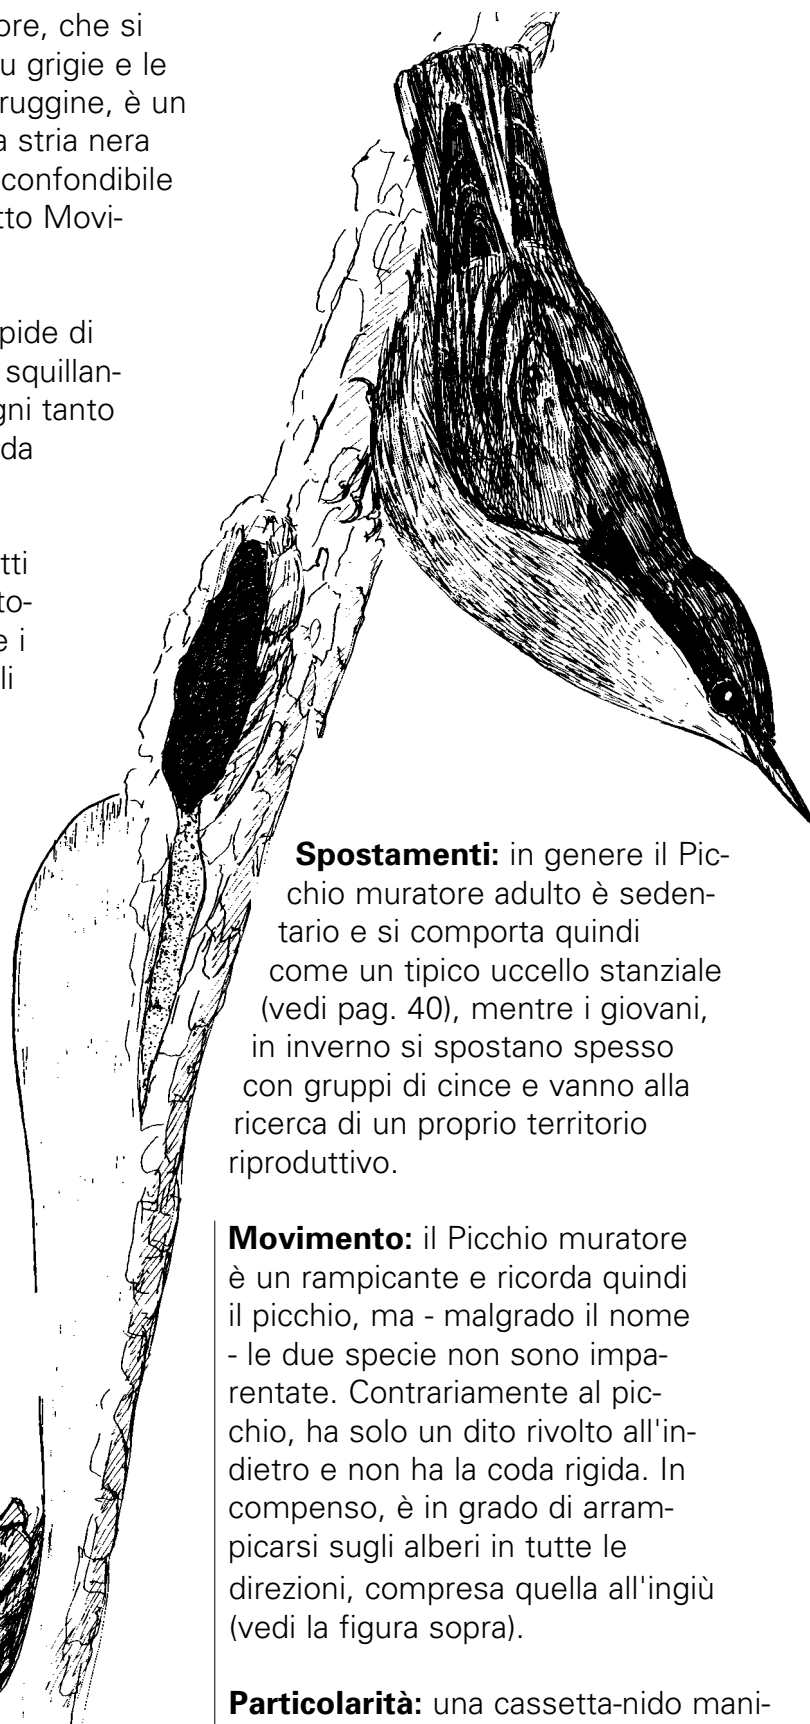 ore, che si
u grigie e le
ruggine, è un
a stria nera
confondibile
tto Movi-
pide di
squillan-
gni tanto
da
tti
to-
e i
li
Spostamenti: in genere il Pic-
chio muratore adulto è seden-
tario e si comporta quindi
come un tipico uccello stanziale
(vedi pag. 40), mentre i giovani,
in inverno si spostano spesso
con gruppi di cince e vanno alla
ricerca di un proprio territorio
riproduttivo.
Movimento: il Picchio muratore
è un rampicante e ricorda quindi
il picchio, ma - malgrado il nome
- le due specie non sono impa-
rentate. Contrariamente al pic-
chio, ha solo un dito rivolto all'in-
dietro e non ha la coda rigida. In
compenso, è in grado di arram-
picarsi sugli alberi in tutte le
direzioni, compresa quella all'ingiù
(vedi la figura sopra).
Particolarità: una cassetta-nido mani-